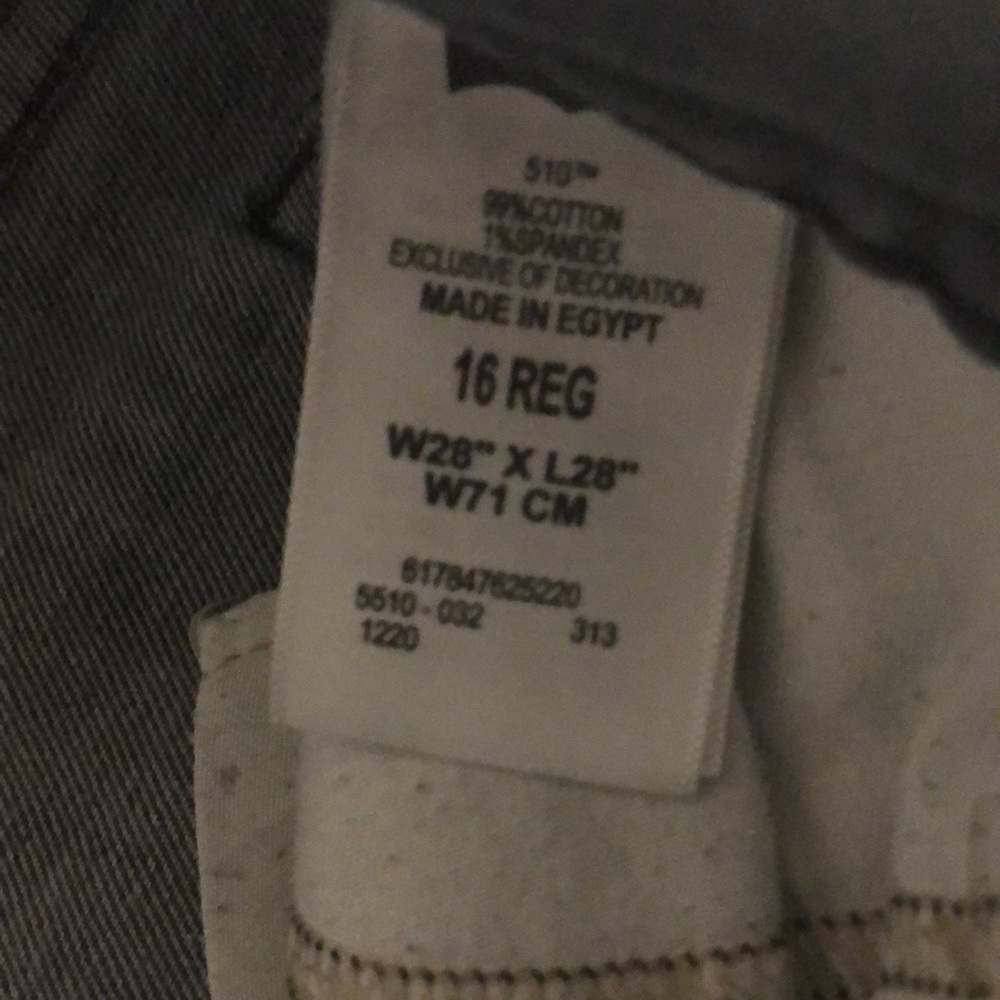 510™
99%COTTON
1%SPANDEX
EXCLUSIVE OF DECORATION
MADE IN EGYPT
16 REG
W28" X L28"
W71 CM
617847625220
5510 - 032 313
1220